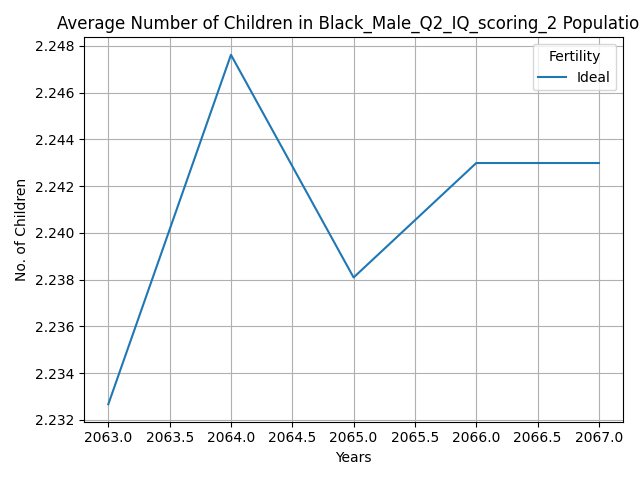 Average Number of Children in Black_Male_Q2_IQ_scoring_2 Populatio
2.248
2.246
2.244
2.242
2.240
2.238
2.236
2.234
2.232
No. of Children
Fertility
Ideal
2063.0 2063.5 2064.0 2064.5 2065.0 2065.5 2066.0 2066.5 2067.0
Years